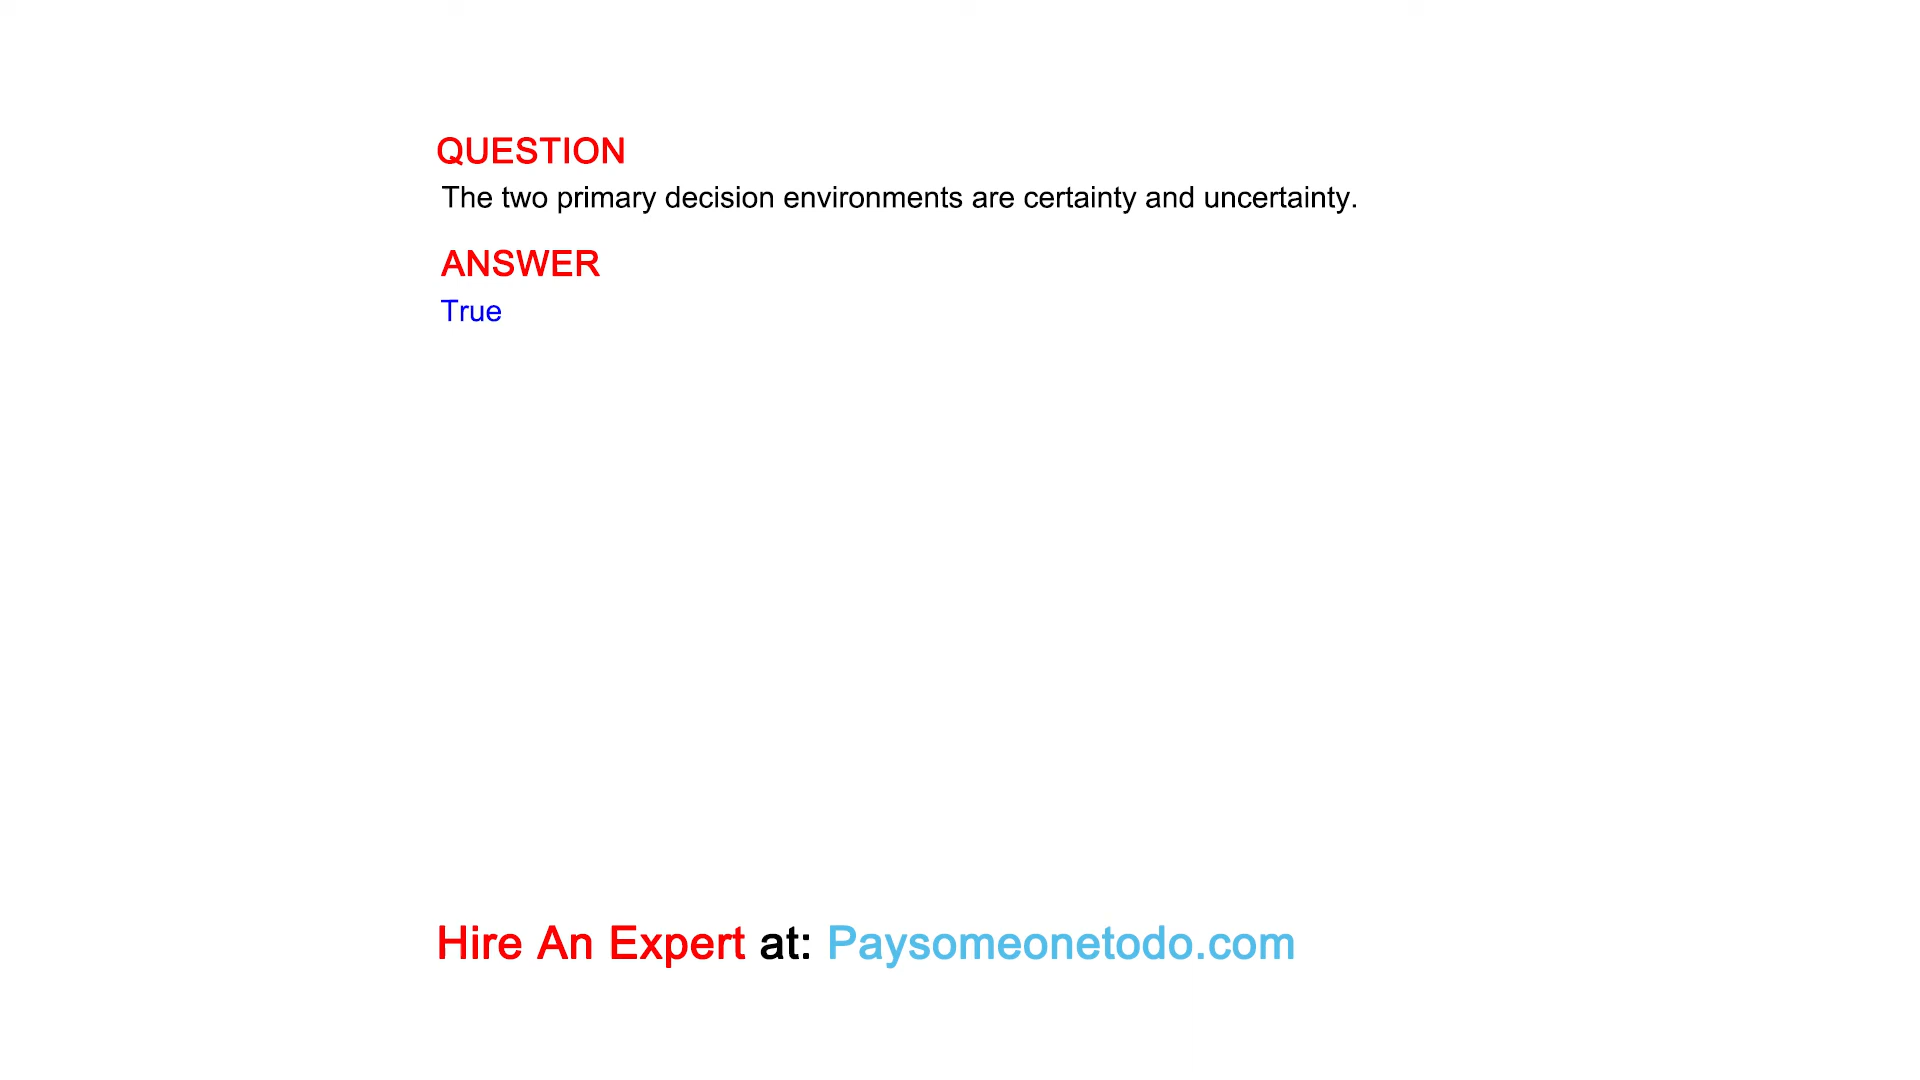 QUESTION
The two primary decision environments are certainty and uncertainty.
ANSWER
True
Hire An Expert at: Paysomeonetodo.com